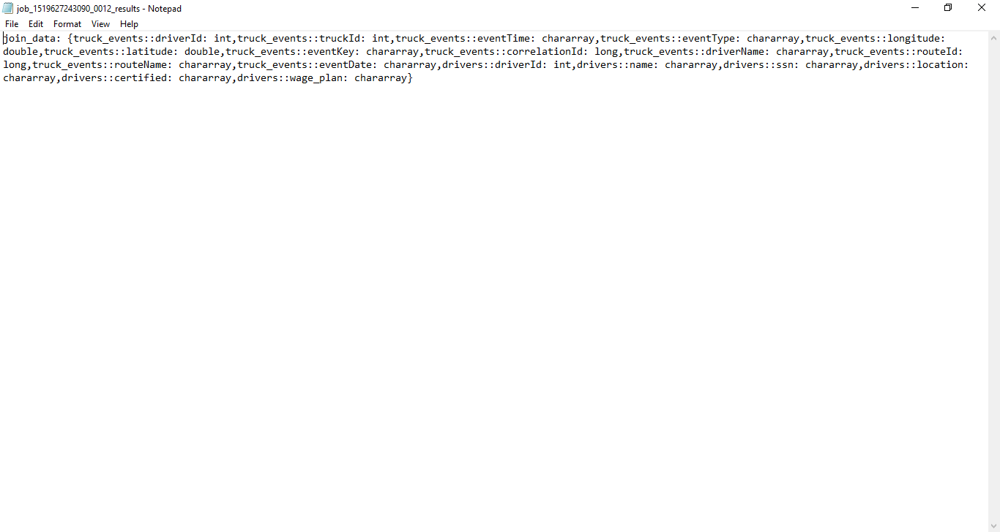 job_1519627243090_0012_results - Notepad
File Edit Format View Help
join_data: {truck_events::driverId: int,truck_events::truckId: int,truck_events::eventTime: chararray,truck_events::eventType: chararray,truck_events::longitude:
double,truck_events::latitude: double,truck_events::eventKey: chararray,truck_events::correlationId: long,truck_events::driverName: chararray,truck_events::routeId:
long,truck_events::routeName: chararray,truck_events::eventDate: chararray,drivers::driverId: int,drivers::name: chararray,drivers::ssn: chararray,drivers::location:
chararray,drivers::certified: chararray,drivers::wage_plan: chararray}